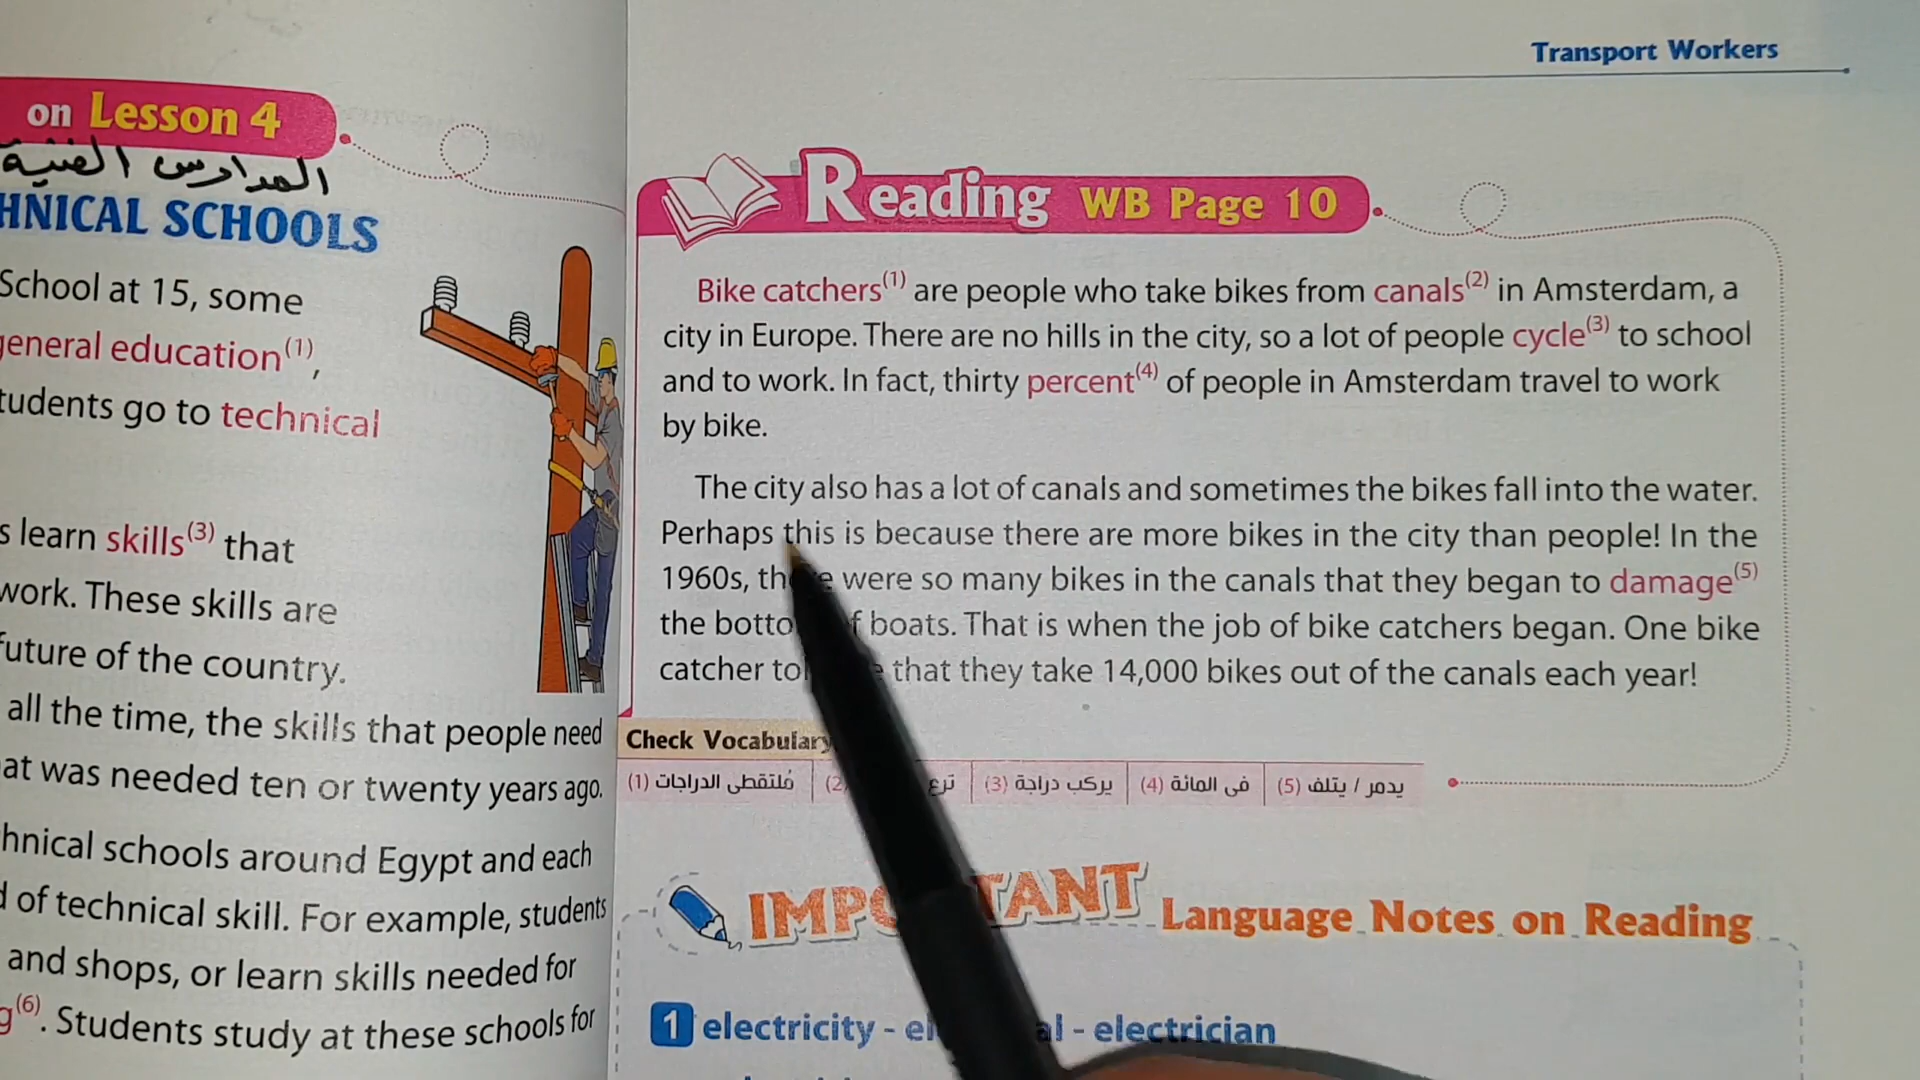 Transport Workers
on Lesson 4
المدارس الفنية
HNICAL SCHOOLS
School at 15, some
general education(1),
tudents go to technical
s learn skills(3) that
work. These skills are
future of the country.
all the time, the skills that people need
at was needed ten or twenty years ago.
hnical schools around Egypt and each
d of technical skill. For example, students
and shops, or learn skills needed for
g(6). Students study at these schools for
Reading WB Page 10
Bike catchers(1) are people who take bikes from canals(2) in Amsterdam, a
city in Europe. There are no hills in the city, so a lot of people cycle(3) to school
and to work. In fact, thirty percent(4) of people in Amsterdam travel to work
by bike.
The city also has a lot of canals and sometimes the bikes fall into the water.
Perhaps this is because there are more bikes in the city than people! In the
1960s, were so many bikes in the canals that they began to damage(5)
the boats. That is when the job of bike catchers began. One bike
catcher that they take 14,000 bikes out of the canals each year!
Check Vocabulary
(1) مُلتقطى الدراجات (2) ترع (3) يركب دراجة (4) فى المائة (5) يدمر / يتلف
IMPORTANT Language Notes on Reading
1 electricity - - electrician